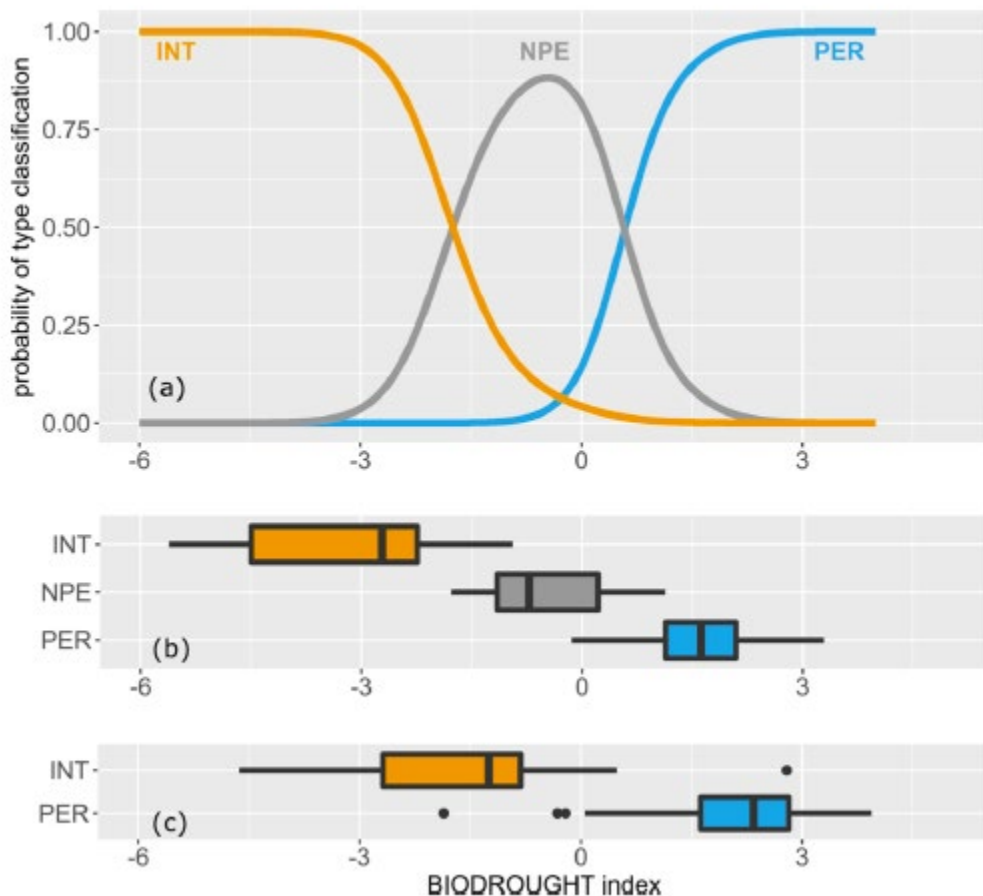 1.00
INT NPE PER
0.75
0.50
0.25
(a)
0.00
-6 -3 0 3
probability of type classification
INT
NPE
PER
(b)
-6 -3 0 3
INT
PER
(c)
-6 -3 0 3
BIODROUGHT index